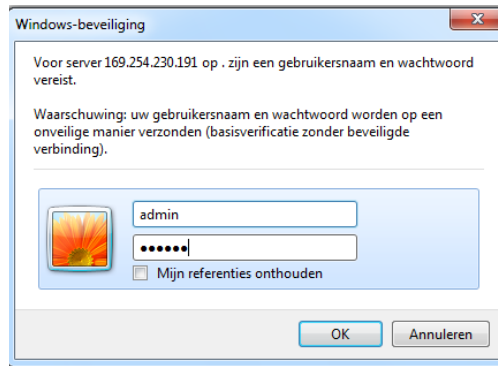 Windows-beveiliging
Voor server 169.254.230.191 op . zijn een gebruikersnaam en wachtwoord
vereist.
Waarschuwing: uw gebruikersnaam en wachtwoord worden op een
onveilige manier verzonden (basisverificatie zonder beveiligde
verbinding).
admin
••••••
Mijn referenties onthouden
OK
Annuleren